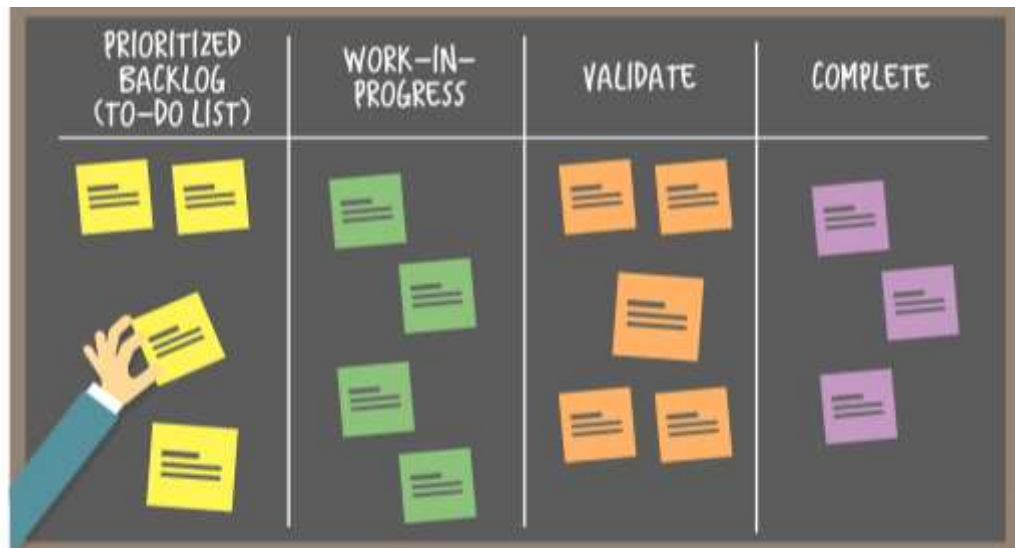 PRIORITIZED
BACKLOG
(TO-DO LIST)
WORK-IN-
PROGRESS
VALIDATE
COMPLETE